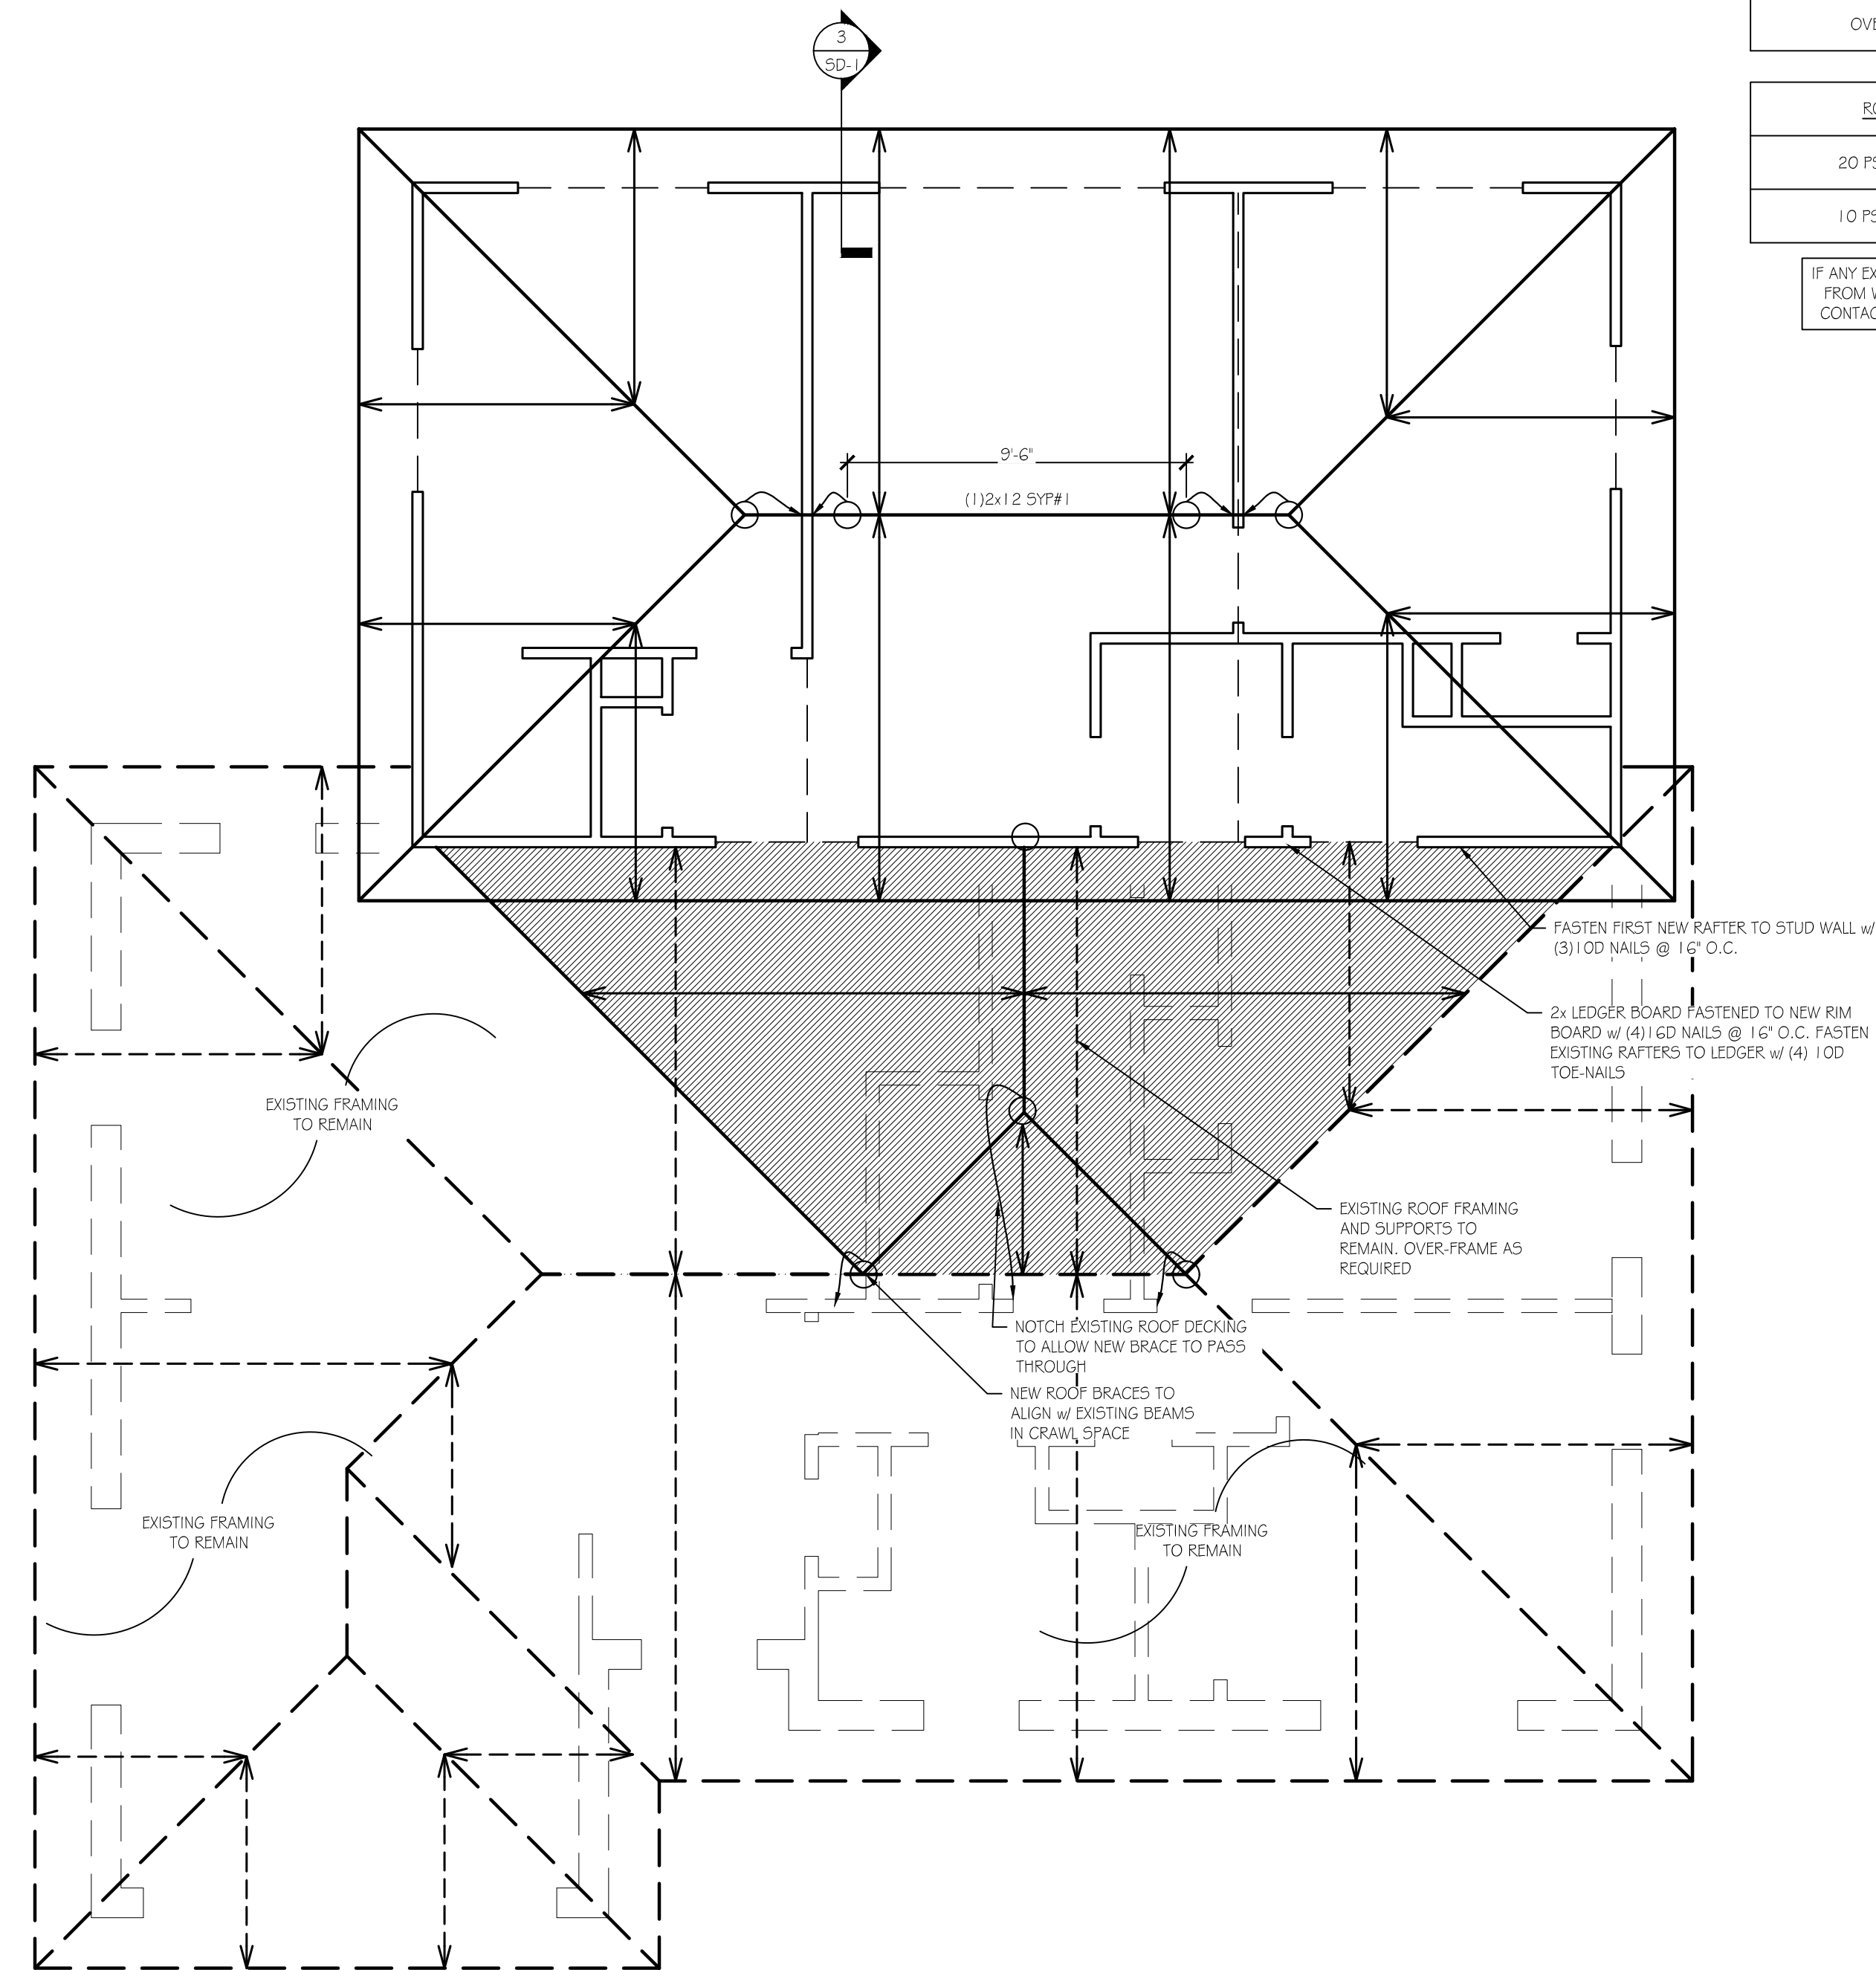 3
SD-1
OVE
RO
20 PS
10 PS
IF ANY EX
FROM W
CONTAC
9'-6"
(1)2x12 SYP#1
FASTEN FIRST NEW RAFTER TO STUD WALL w/
(3)10D NAILS @ 16" O.C.
2x LEDGER BOARD FASTENED TO NEW RIM
BOARD w/ (4)16D NAILS @ 16" O.C. FASTEN
EXISTING RAFTERS TO LEDGER w/ (4) 10D
TOE-NAILS
EXISTING FRAMING
TO REMAIN
EXISTING ROOF FRAMING
AND SUPPORTS TO
REMAIN. OVER-FRAME AS
REQUIRED
NOTCH EXISTING ROOF DECKING
TO ALLOW NEW BRACE TO PASS
THROUGH
NEW ROOF BRACES TO
ALIGN w/ EXISTING BEAMS
IN CRAWL SPACE
EXISTING FRAMING
TO REMAIN
EXISTING FRAMING
TO REMAIN